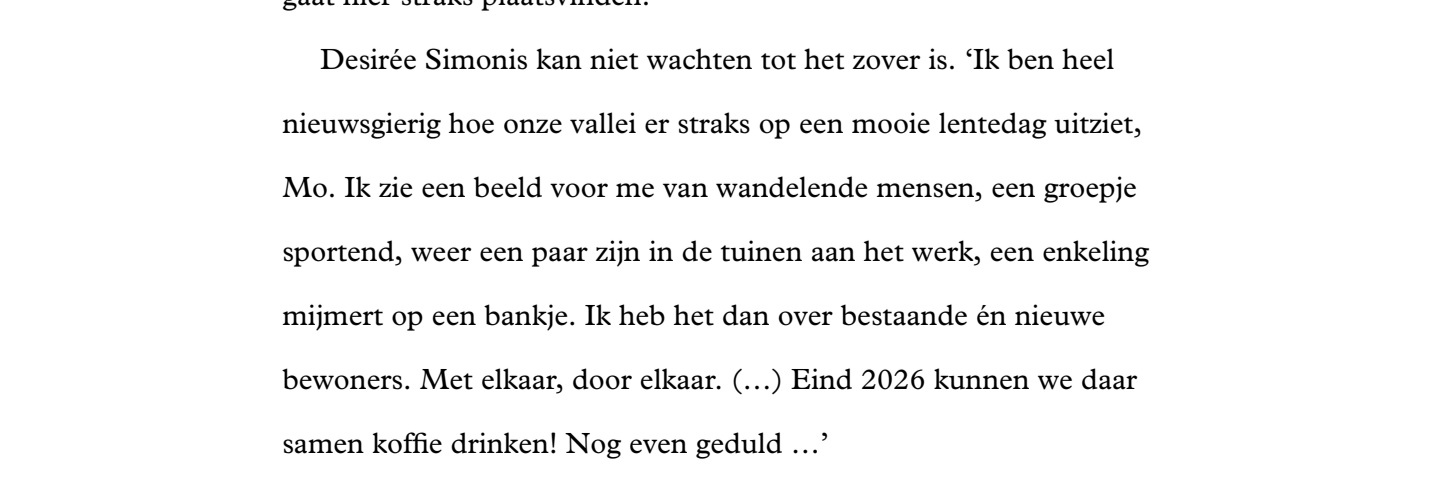 gaat hier straks plaatsvinden.
Desirée Simonis kan niet wachten tot het zover is. ‘Ik ben heel
nieuwsgierig hoe onze vallei er straks op een mooie lentedag uitziet,
Mo. Ik zie een beeld voor me van wandelende mensen, een groepje
sportend, weer een paar zijn in de tuinen aan het werk, een enkeling
mijmert op een bankje. Ik heb het dan over bestaande én nieuwe
bewoners. Met elkaar, door elkaar. (…) Eind 2026 kunnen we daar
samen koffie drinken! Nog even geduld …’